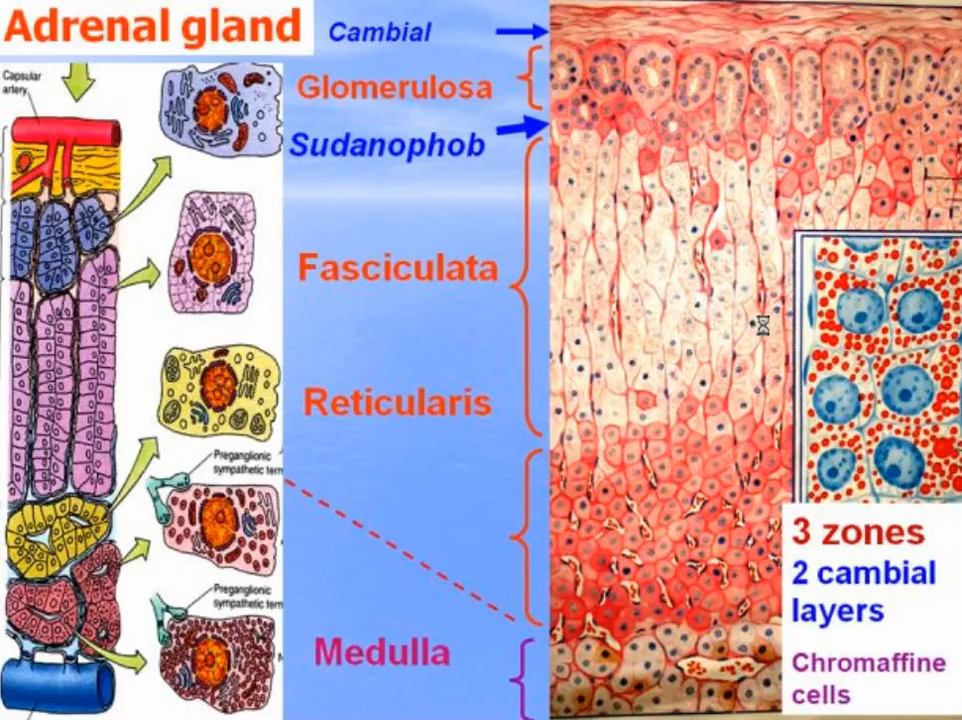 Adrenal gland
Cambial
Capsular
artery
Glomerulosa
Sudanophob
Fasciculata
Reticularis
Preganglionic
sympathetic term
Preganglionic
sympathetic term
Medulla
3 zones
2 cambial
layers
Chromaffine
cells